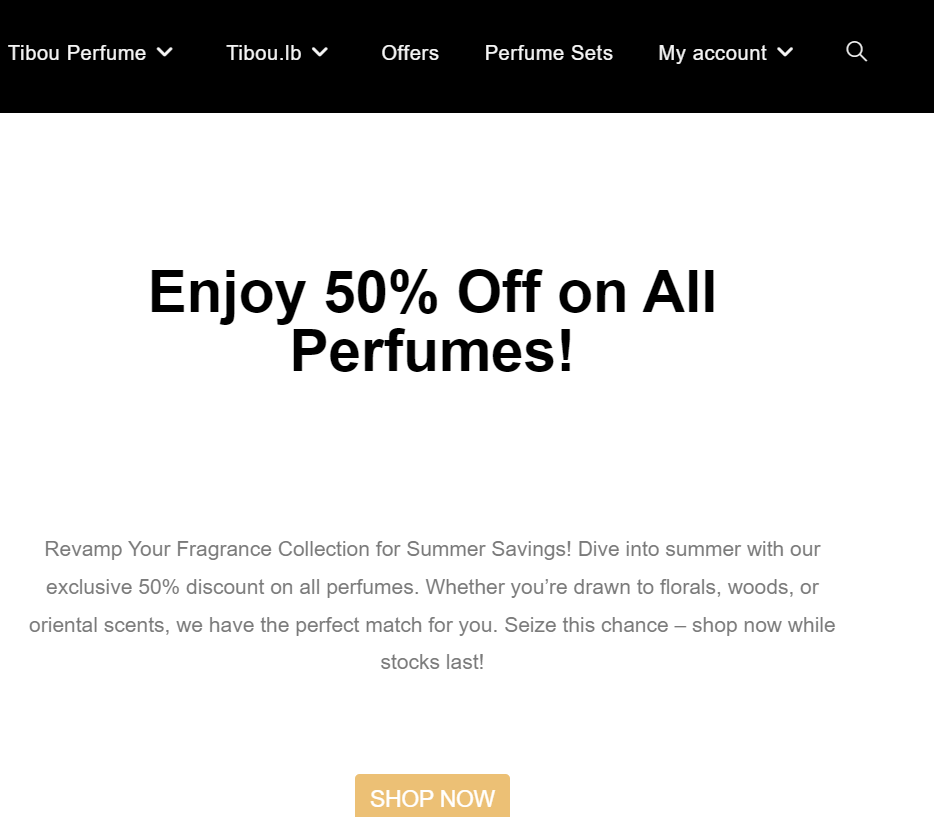 Tibou Perfume Tibou.lb Offers Perfume Sets My account
Enjoy 50% Off on All
Perfumes!
Revamp Your Fragrance Collection for Summer Savings! Dive into summer with our
exclusive 50% discount on all perfumes. Whether you’re drawn to florals, woods, or
oriental scents, we have the perfect match for you. Seize this chance – shop now while
stocks last!
SHOP NOW